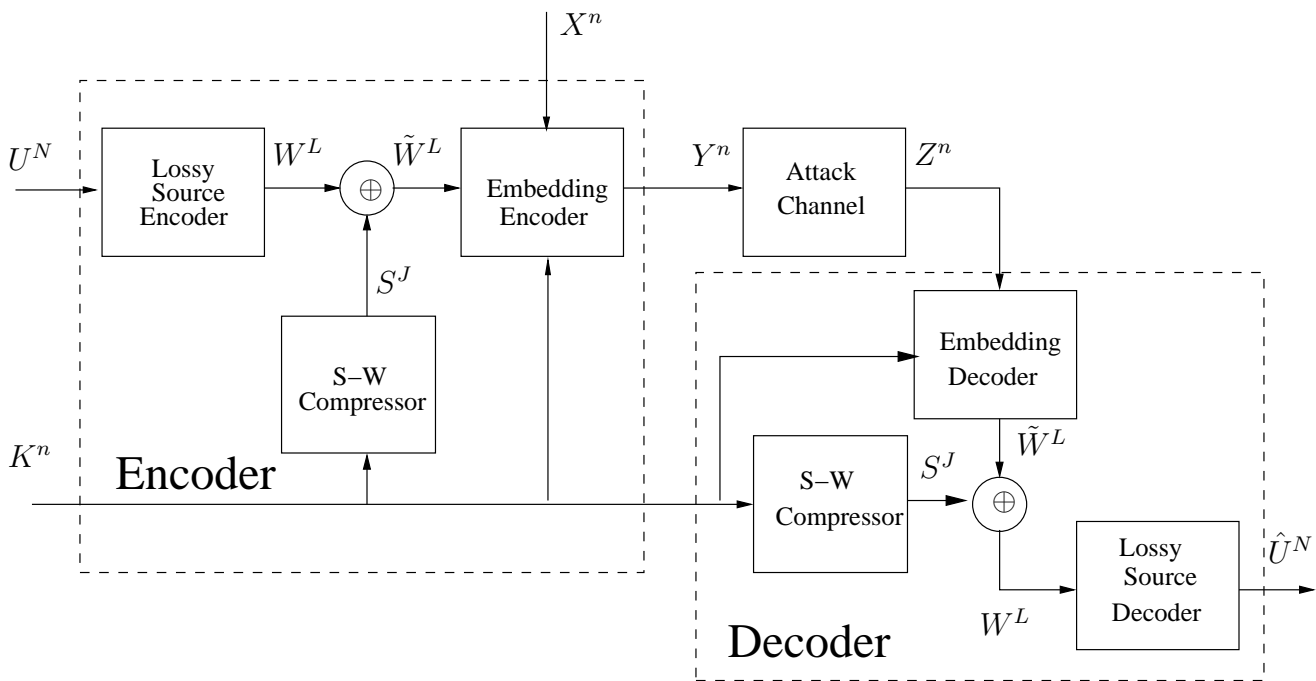 X^n
U^N
Lossy
Source
Encoder
W^L
⊕
W̃^L
Embedding
Encoder
Y^n
Attack
Channel
Z^n
S^J
S–W
Compressor
K^n
Encoder
Embedding
Decoder
W̃^L
S–W
Compressor
S^J
⊕
W^L
Lossy
Source
Decoder
Û^N
Decoder